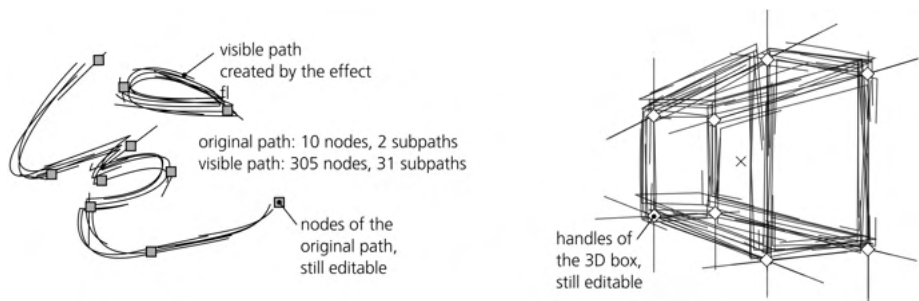 visible path
created by the effect
original path: 10 nodes, 2 subpaths
visible path: 305 nodes, 31 subpaths
nodes of the
original path,
still editable
handles of
the 3D box,
still editable